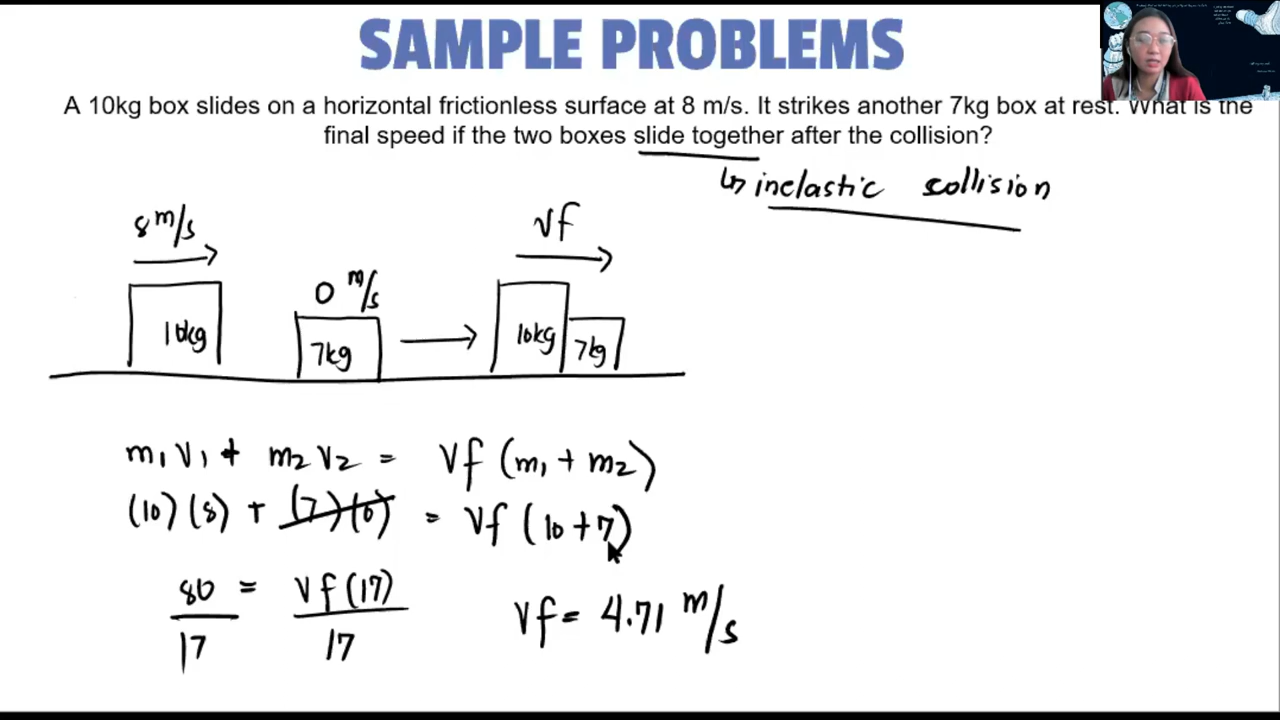 SAMPLE PROBLEMS
A 10kg box slides on a horizontal frictionless surface at 8 m/s. It strikes another 7kg box at rest. What is the
final speed if the two boxes slide together after the collision?
↳ inelastic collision
8 m/s
vf
0 m/s
10kg
7kg
10kg
7kg
m₁v₁ + m₂v₂ = vf (m₁ + m₂)
(10)(8) + (7)(0) = vf (10 + 7)
80 = vf (17)
17 17
vf = 4.71 m/s